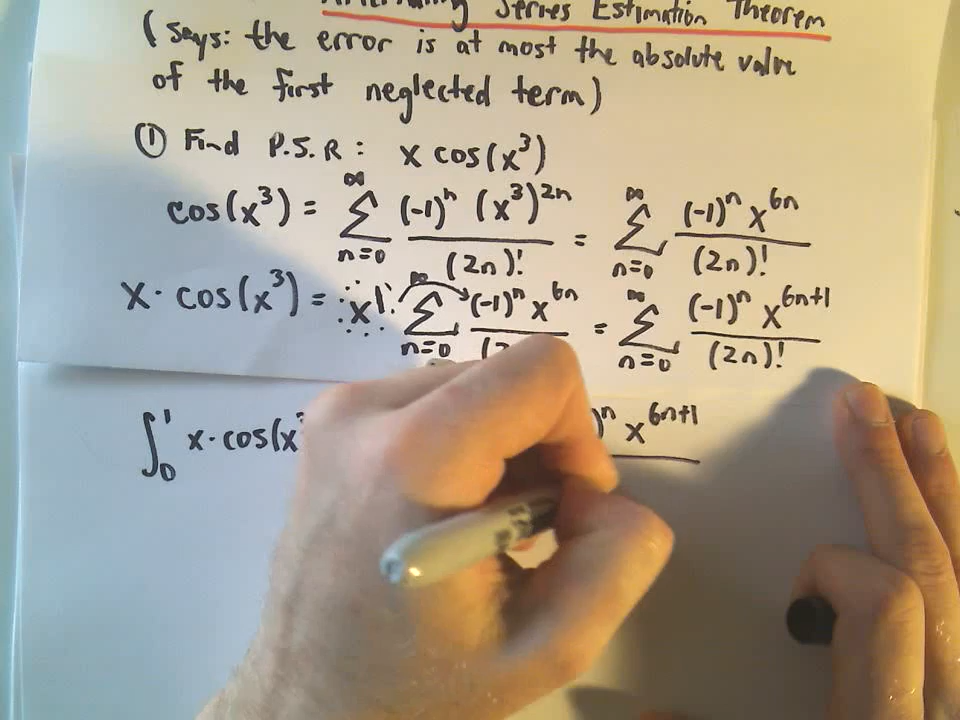 Series Estimation Theorem
(says: the error is at most the absolute value
of the first neglected term)
① Find P.S.R: x cos(x³)
cos(x³) = ∞ Σ n=0 (-1)ⁿ (x³)²ⁿ / (2n)! = ∞ Σ n=0 (-1)ⁿ x⁶ⁿ / (2n)!
x · cos(x³) = x · ∞ Σ n=0 (-1)ⁿ x⁶ⁿ / (2 = ∞ Σ n=0 (-1)ⁿ x⁶ⁿ⁺¹ / (2n)!
∫₀¹ x · cos(x³ )ⁿ x⁶ⁿ⁺¹